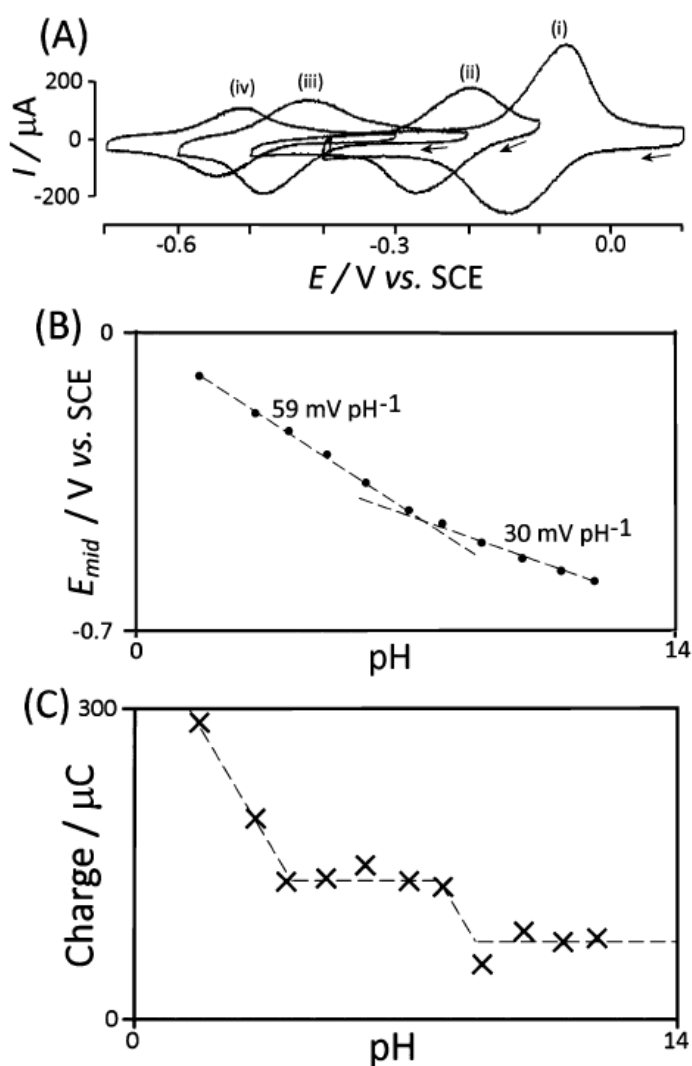 (A)
(i)
(ii)
(iii)
(iv)
200
0
-200
I / μA
-0.6
-0.3
0.0
E / V vs. SCE
(B)
0
59 mV pH-1
30 mV pH-1
Emid / V vs. SCE
-0.7
0
14
pH
(C)
300
Charge / μC
0
0
14
pH